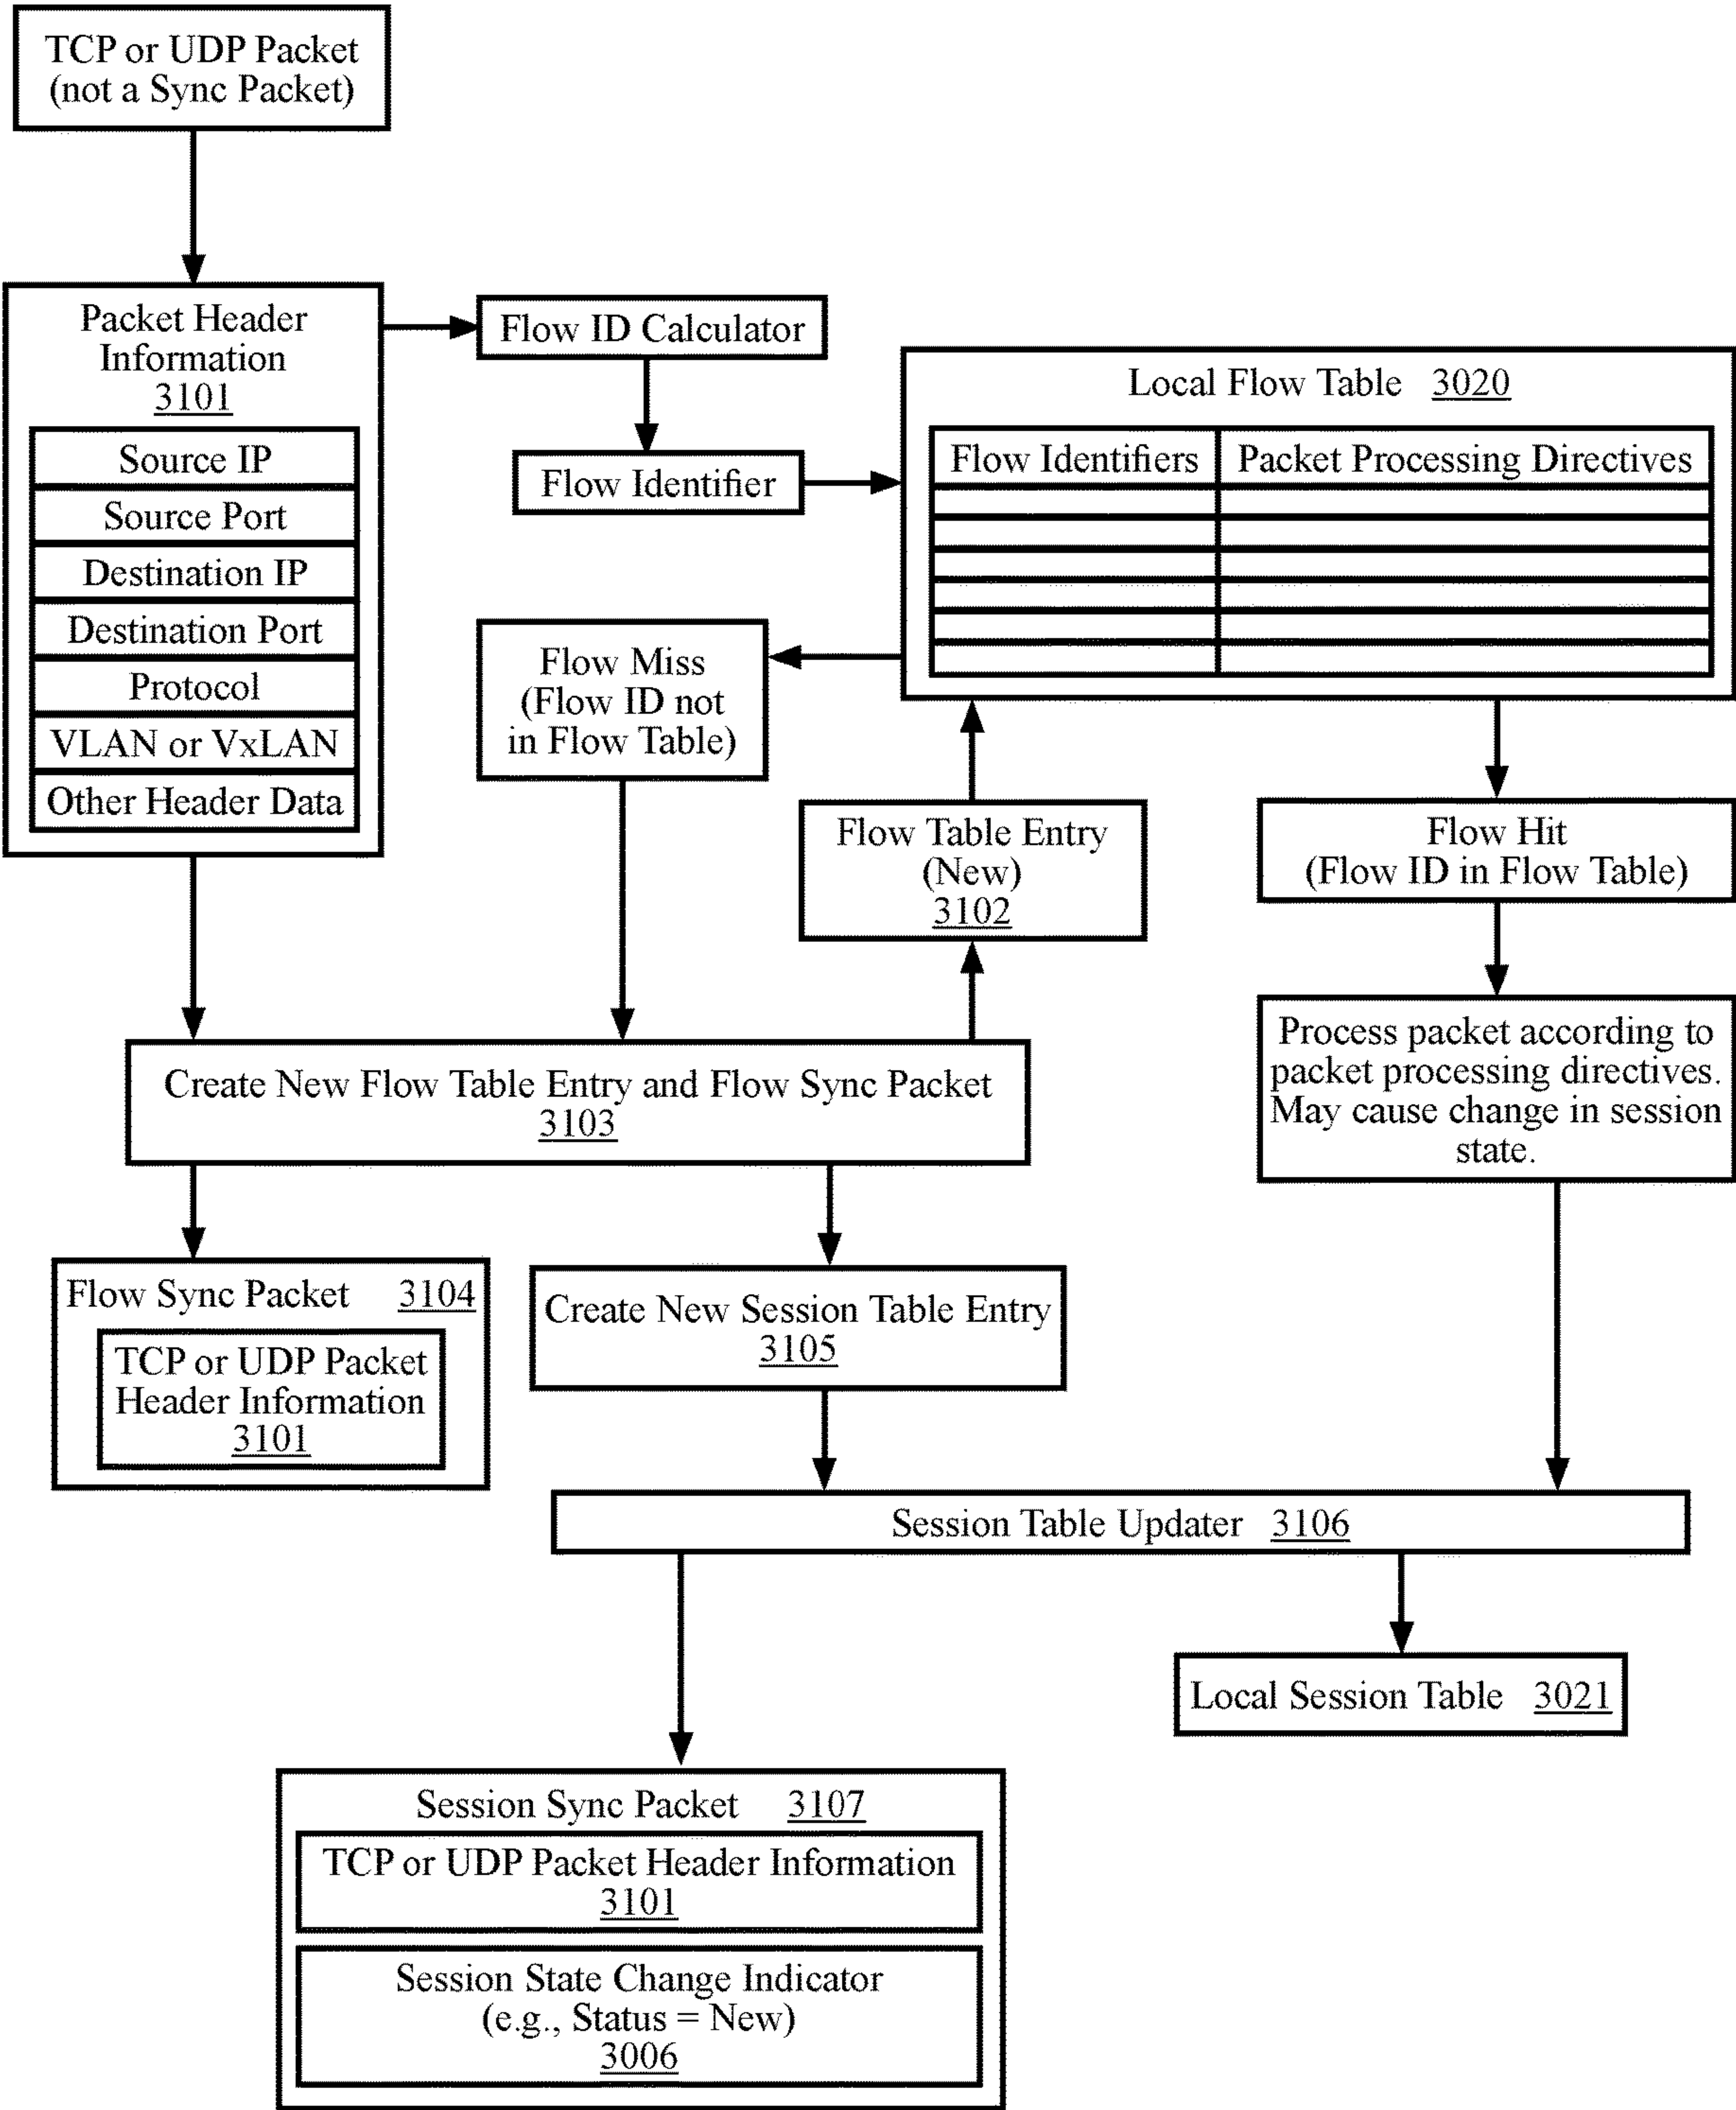 TCP or UDP Packet
(not a Sync Packet)
Packet Header
Information
3101
Source IP
Source Port
Destination IP
Destination Port
Protocol
VLAN or VxLAN
Other Header Data
Flow ID Calculator
Flow Identifier
Local Flow Table 3020
Flow Identifiers Packet Processing Directives
Flow Miss
(Flow ID not
in Flow Table)
Flow Table Entry
(New)
3102
Flow Hit
(Flow ID in Flow Table)
Process packet according to
packet processing directives.
May cause change in session
state.
Create New Flow Table Entry and Flow Sync Packet
3103
Flow Sync Packet 3104
TCP or UDP Packet
Header Information
3101
Create New Session Table Entry
3105
Session Table Updater 3106
Local Session Table 3021
Session Sync Packet 3107
TCP or UDP Packet Header Information
3101
Session State Change Indicator
(e.g., Status = New)
3006